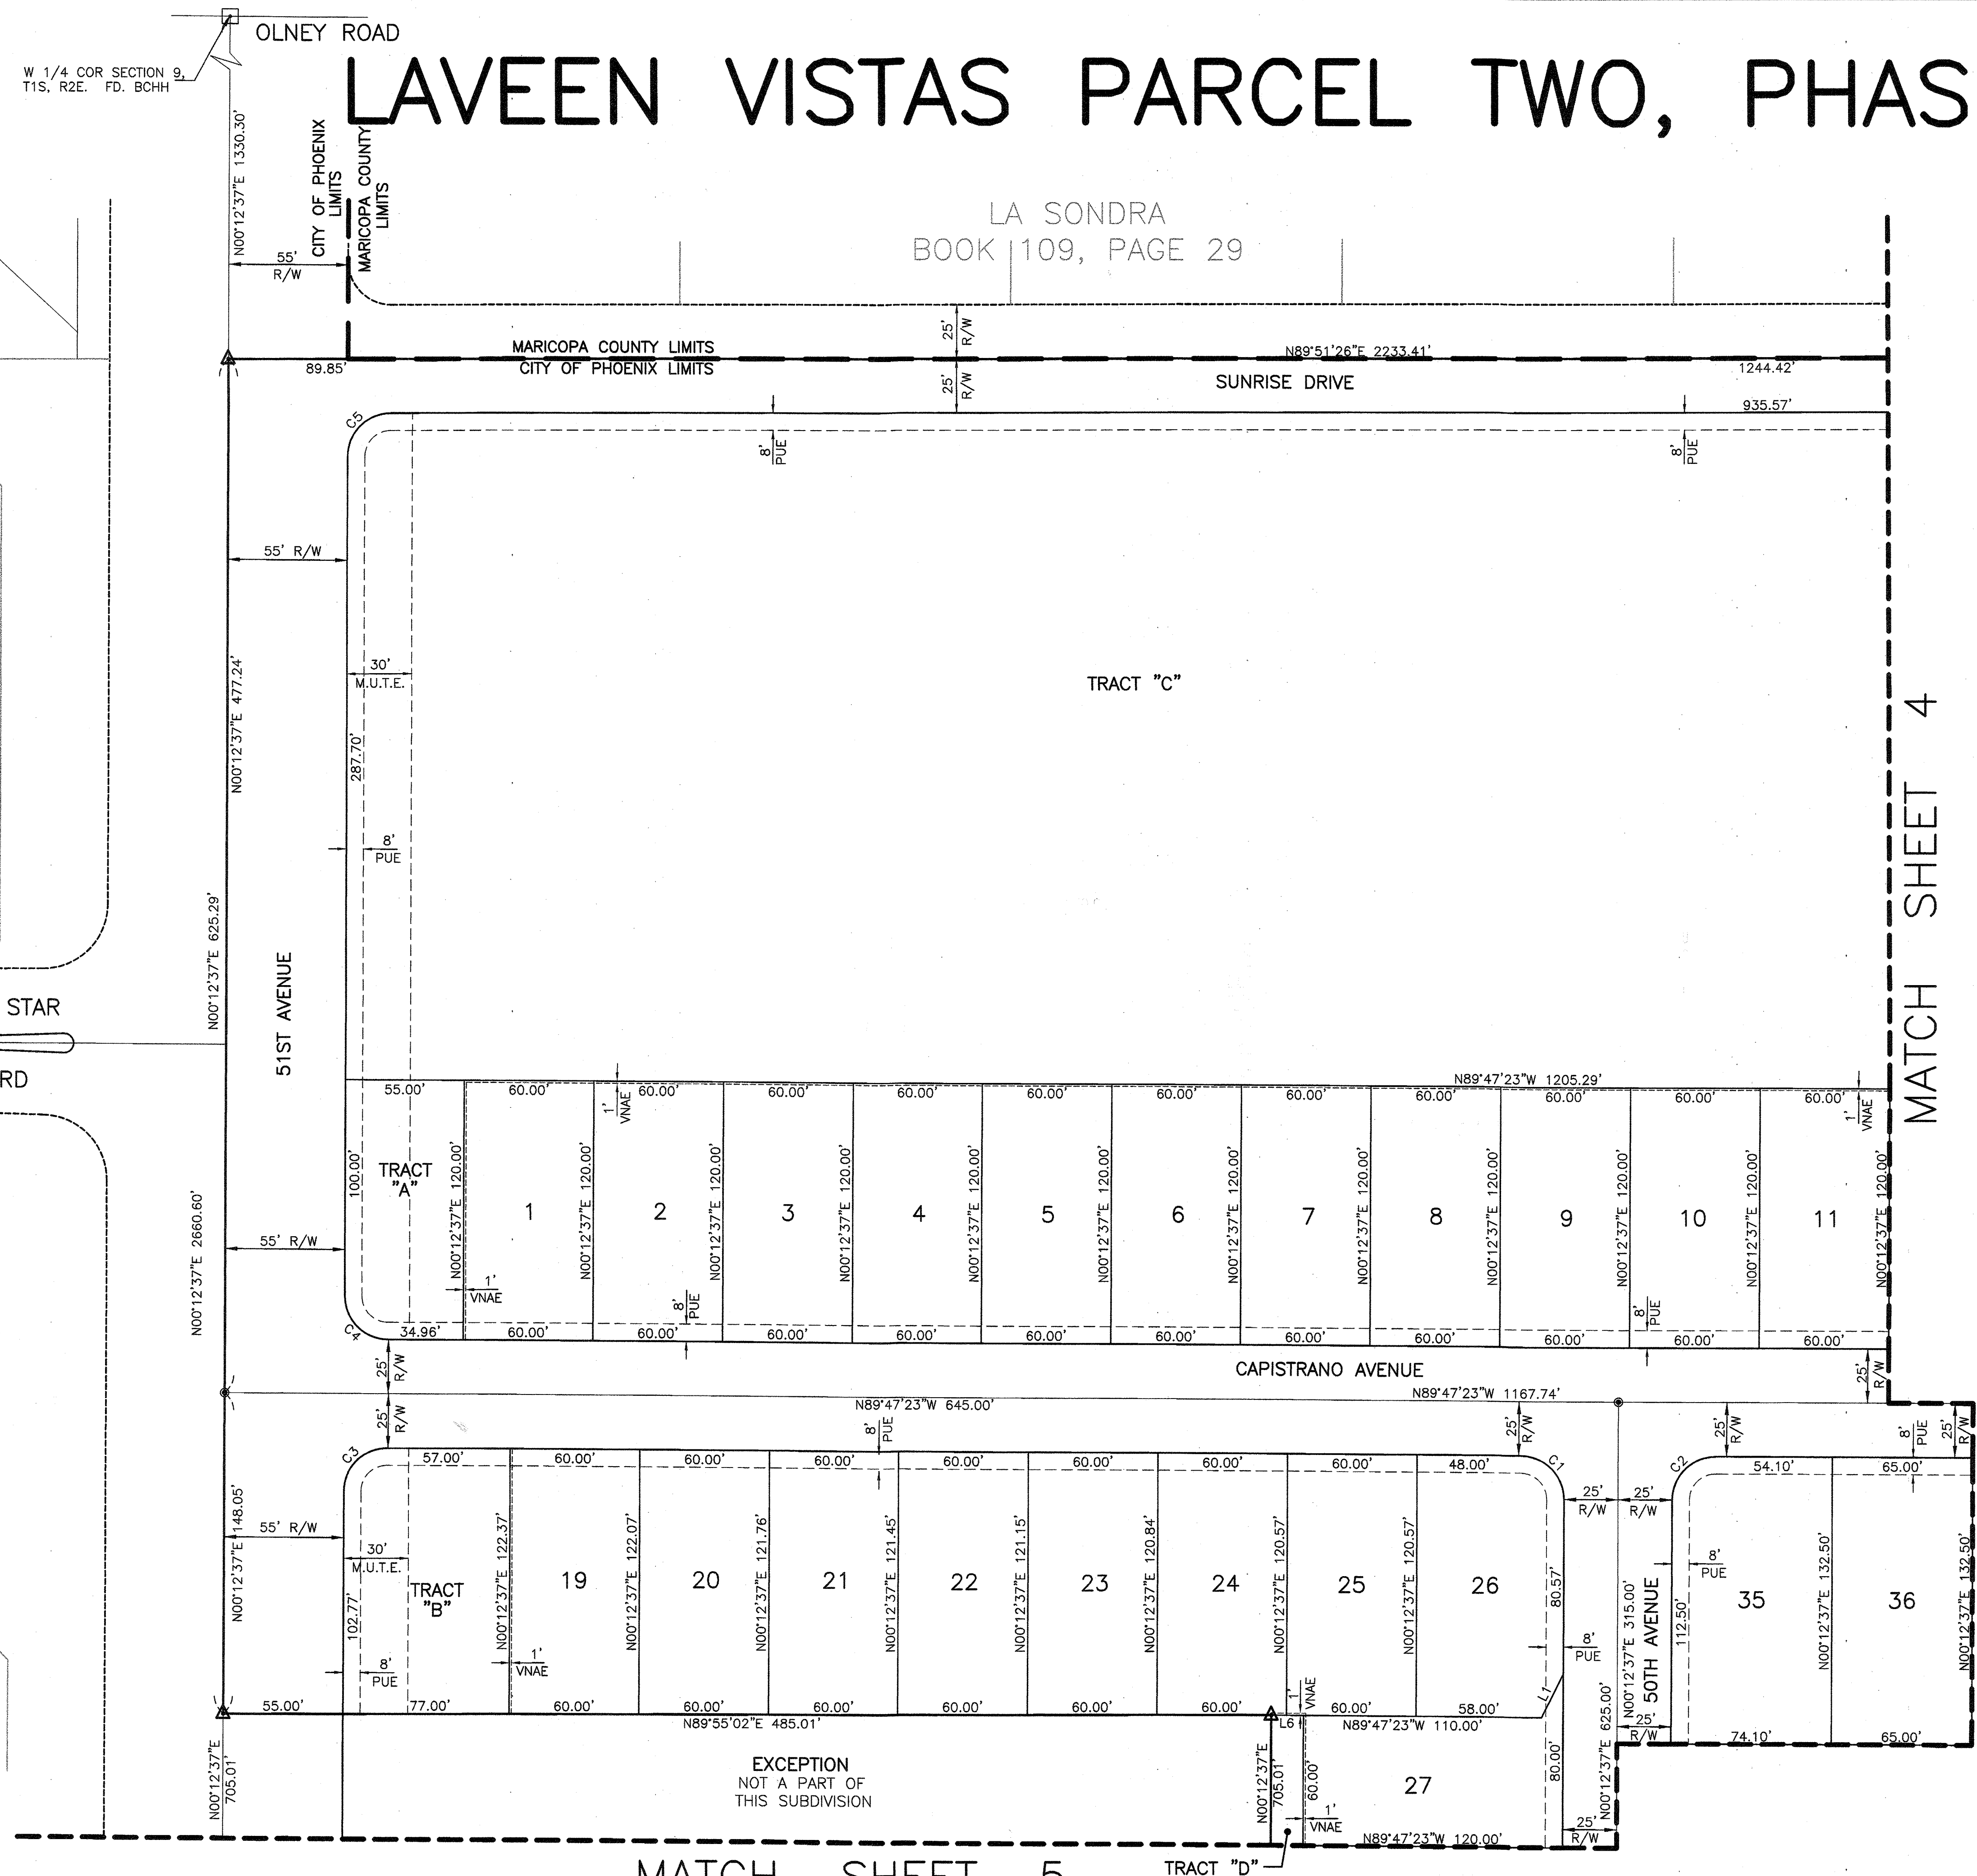 OLNEY ROAD
W 1/4 COR SECTION 9,
T1S, R2E. FD. BCHH
LAVEEN VISTAS PARCEL TWO, PHAS
N00°12'37"E 1330.30'
CITY OF PHOENIX
LIMITS
MARICOPA COUNTY
LIMITS
LA SONDRA
BOOK 109, PAGE 29
55'
R/W
25'
R/W
MARICOPA COUNTY LIMITS
N89°51'26"E 2233.41'
89.85'
CITY OF PHOENIX LIMITS
25'
R/W
SUNRISE DRIVE
1244.42'
C5
935.57'
8'
PUE
8'
PUE
55' R/W
30'
M.U.T.E.
TRACT "C"
N00°12'37"E 477.24'
287.70'
8'
PUE
MATCH SHEET 4
N00°12'37"E 625.29'
51ST AVENUE
STAR
RD
N89°47'23"W 1205.29'
55.00'
60.00'
60.00'
60.00'
60.00'
60.00'
60.00'
60.00'
60.00'
60.00'
60.00'
60.00'
1'
VNAE
1'
VNAE
100.00'
TRACT
"A"
N00°12'37"E 120.00'
1
N00°12'37"E 120.00'
2
N00°12'37"E 120.00'
3
N00°12'37"E 120.00'
4
N00°12'37"E 120.00'
5
N00°12'37"E 120.00'
6
N00°12'37"E 120.00'
7
N00°12'37"E 120.00'
8
N00°12'37"E 120.00'
9
N00°12'37"E 120.00'
10
N00°12'37"E 120.00'
11
N00°12'37"E 120.00'
N00°12'37"E 2660.60'
55' R/W
1'
VNAE
8'
PUE
8'
PUE
C4
34.96'
60.00'
60.00'
60.00'
60.00'
60.00'
60.00'
60.00'
60.00'
60.00'
60.00'
60.00'
25'
R/W
CAPISTRANO AVENUE
25'
R/W
N89°47'23"W 1167.74'
N89°47'23"W 645.00'
25'
R/W
8'
PUE
25'
R/W
25'
R/W
8'
PUE
25'
R/W
C3
57.00'
60.00'
60.00'
60.00'
60.00'
60.00'
60.00'
60.00'
48.00'
C1
C2
54.10'
65.00'
25'
R/W
25'
R/W
55' R/W
30'
M.U.T.E.
N00°12'37"E 148.05'
102.77'
TRACT
"B"
N00°12'37"E 122.37'
19
N00°12'37"E 122.07'
20
N00°12'37"E 121.76'
21
N00°12'37"E 121.45'
22
N00°12'37"E 121.15'
23
N00°12'37"E 120.84'
24
N00°12'37"E 120.57'
25
N00°12'37"E 120.57'
26
80.57'
8'
PUE
N00°12'37"E 315.00'
50TH AVENUE
112.50'
8'
PUE
35
N00°12'37"E 132.50'
36
N00°12'37"E 132.50'
8'
PUE
1'
VNAE
1'
VNAE
L1
55.00'
77.00'
60.00'
60.00'
60.00'
60.00'
60.00'
60.00'
60.00'
58.00'
N89°55'02"E 485.01'
L6
N89°47'23"W 110.00'
25'
R/W
74.10'
65.00'
N00°12'37"E
705.01'
EXCEPTION
NOT A PART OF
THIS SUBDIVISION
N00°12'37"E
705.01'
60.00'
27
80.00'
N00°12'37"E 625.00'
1'
VNAE
N89°47'23"W 120.00'
25'
R/W
MATCH SHEET 5
TRACT "D"